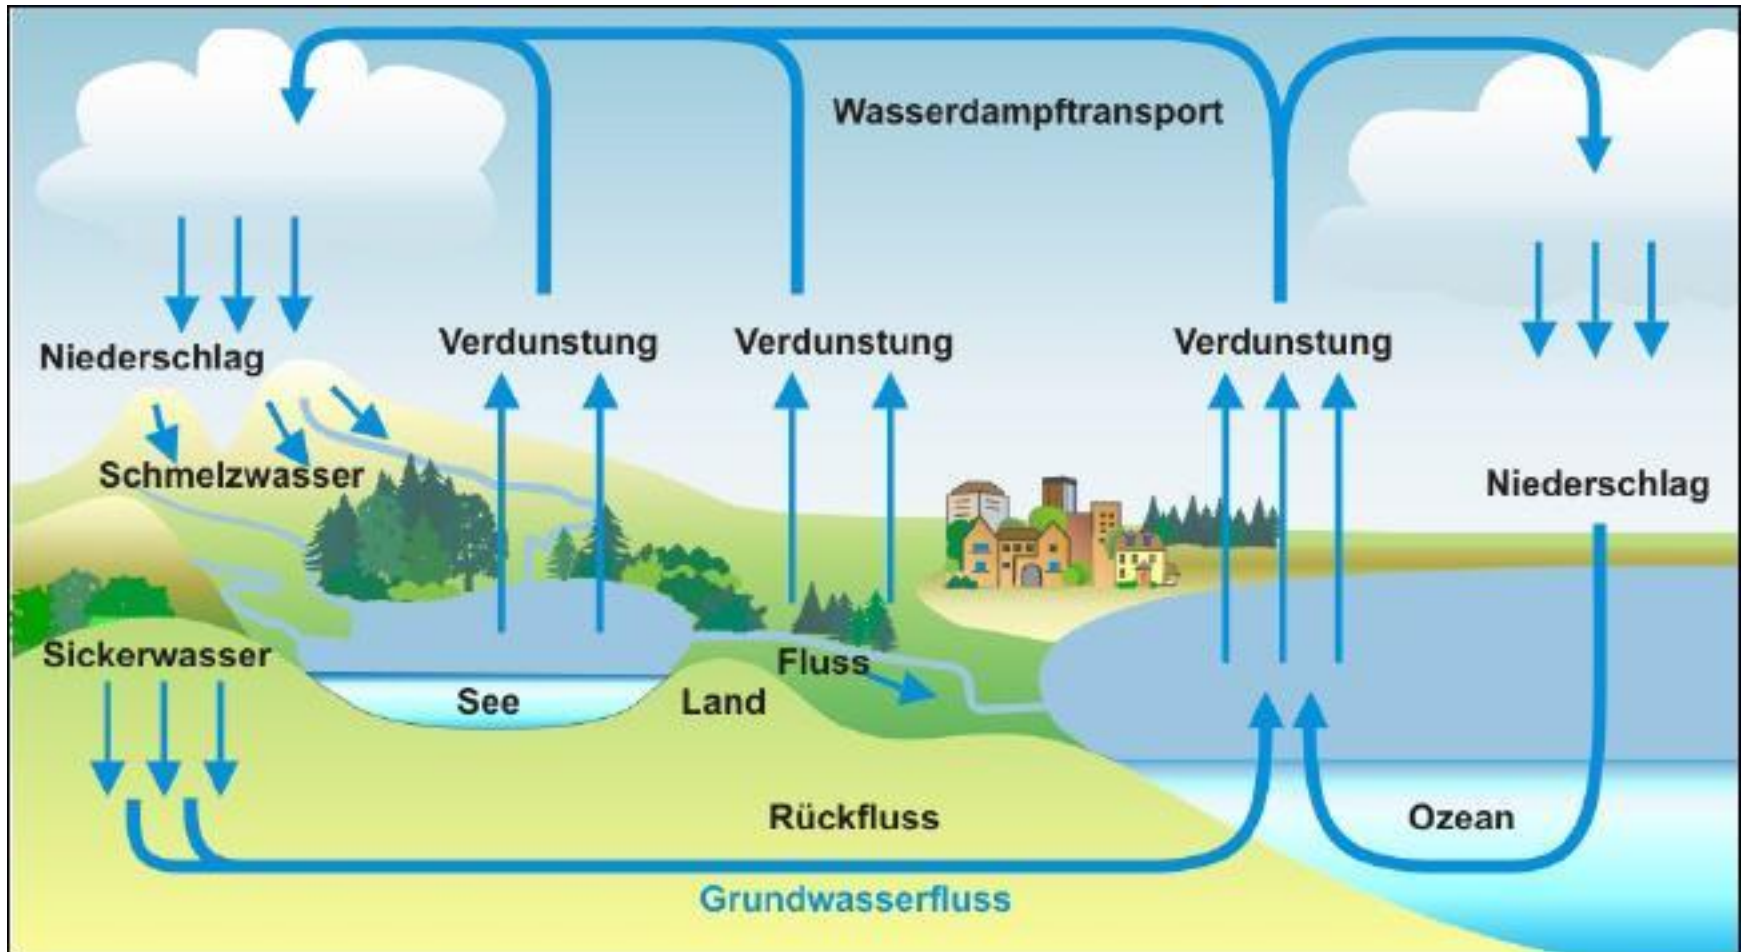 Wasserdampftransport
Niederschlag
Verdunstung
Verdunstung
Verdunstung
Schmelzwasser
Niederschlag
Sickerwasser
See
Land
Fluss
Rückfluss
Ozean
Grundwasserfluss